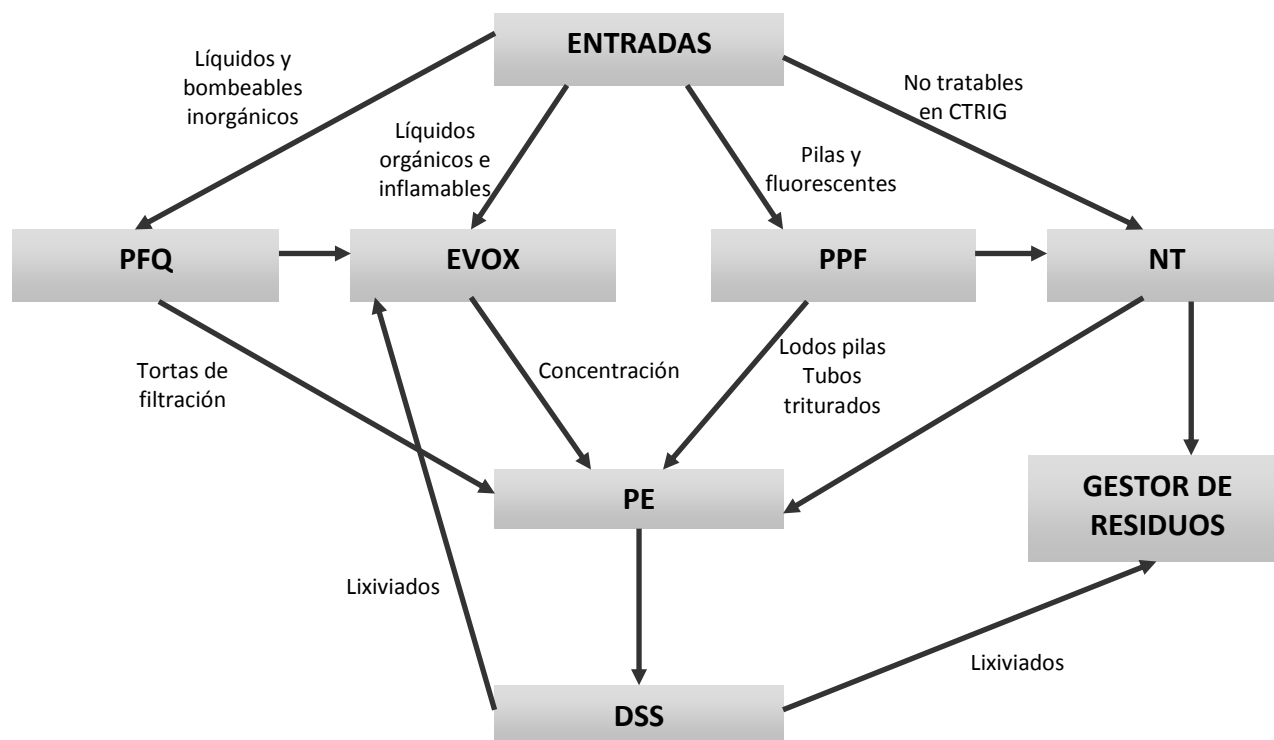 ENTRADAS
Líquidos y
bombeables
inorgánicos
Líquidos
orgánicos e
inflamables
Pilas y
fluorescentes
No tratables
en CTRIG
PFQ
EVOX
PPF
NT
Tortas de
filtración
Concentración
Lodos pilas
Tubos
triturados
PE
GESTOR DE
RESIDUOS
Lixiviados
Lixiviados
DSS